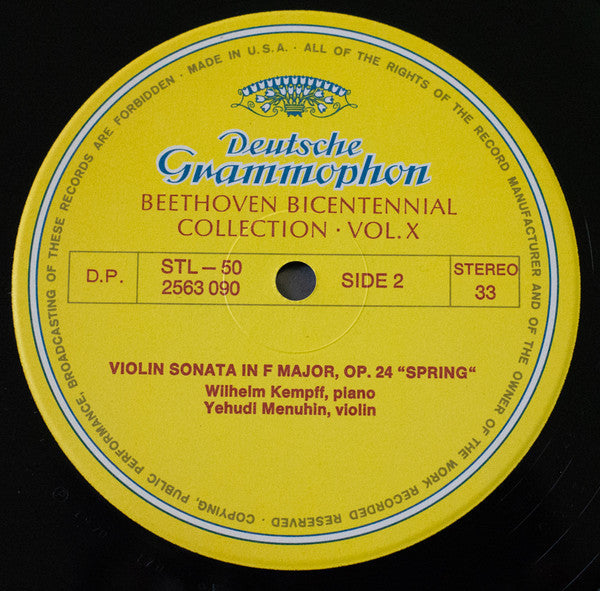 Deutsche
Grammophon
BEETHOVEN BICENTENNIAL
COLLECTION · VOL. X
D.P.
STL — 50
2563 090
SIDE 2
STEREO
33
VIOLIN SONATA IN F MAJOR, OP. 24 "SPRING"
Wilhelm Kempff, piano
Yehudi Menuhin, violin
MADE IN U.S.A. · ALL OF THE RIGHTS OF THE RECORD MANUFACTURER AND OF THE OWNER OF THE WORK RECORDED RESERVED · COPYING, PUBLIC PERFORMANCE, BROADCASTING OF THESE RECORDS ARE FORBIDDEN ·